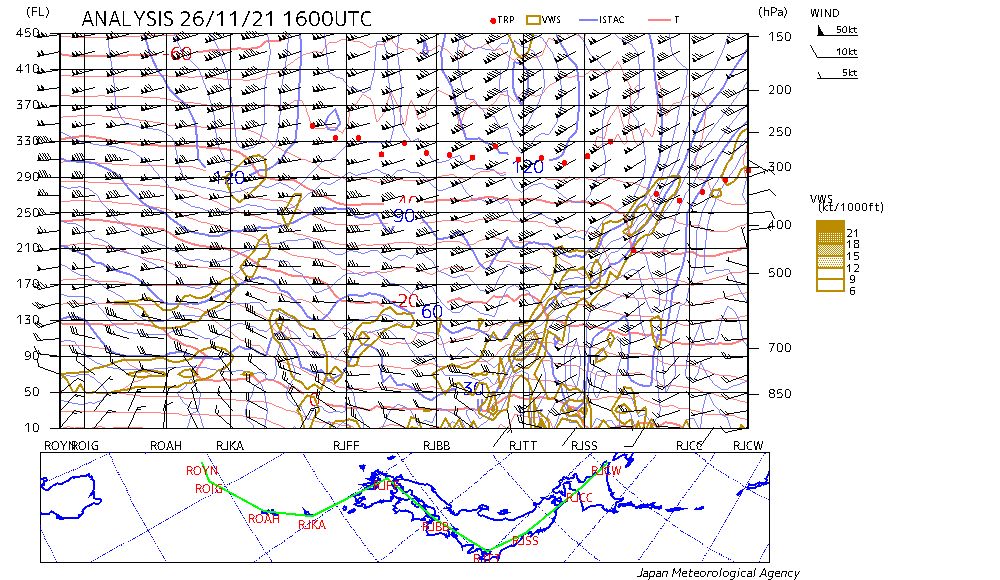 (FL)
ANALYSIS 26/11/21 1600UTC
TRP
VWS
ISTAC
T
(hPa)
WIND
50kt
10kt
5kt
450
410
370
330
290
250
210
170
130
90
50
10
150
200
250
300
400
500
700
850
-60
-120
120
-40
-90
-20
60
30
0
VWS
(kt/1000ft)
21
18
15
12
9
6
ROYN ROIG ROAH RJKA RJFF RJBB RJTT RJSS RJCC RJCW
ROYN
ROIG
ROAH
RJKA
RJFF
RJBB
RJTT
RJSS
RJCC
RJCW
Japan Meteorological Agency